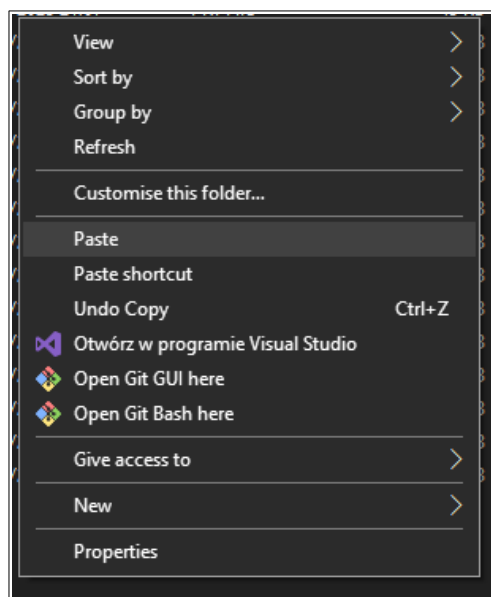 View
Sort by
Group by
Refresh
Customise this folder...
Paste
Paste shortcut
Undo Copy Ctrl+Z
Otwórz w programie Visual Studio
Open Git GUI here
Open Git Bash here
Give access to
New
Properties